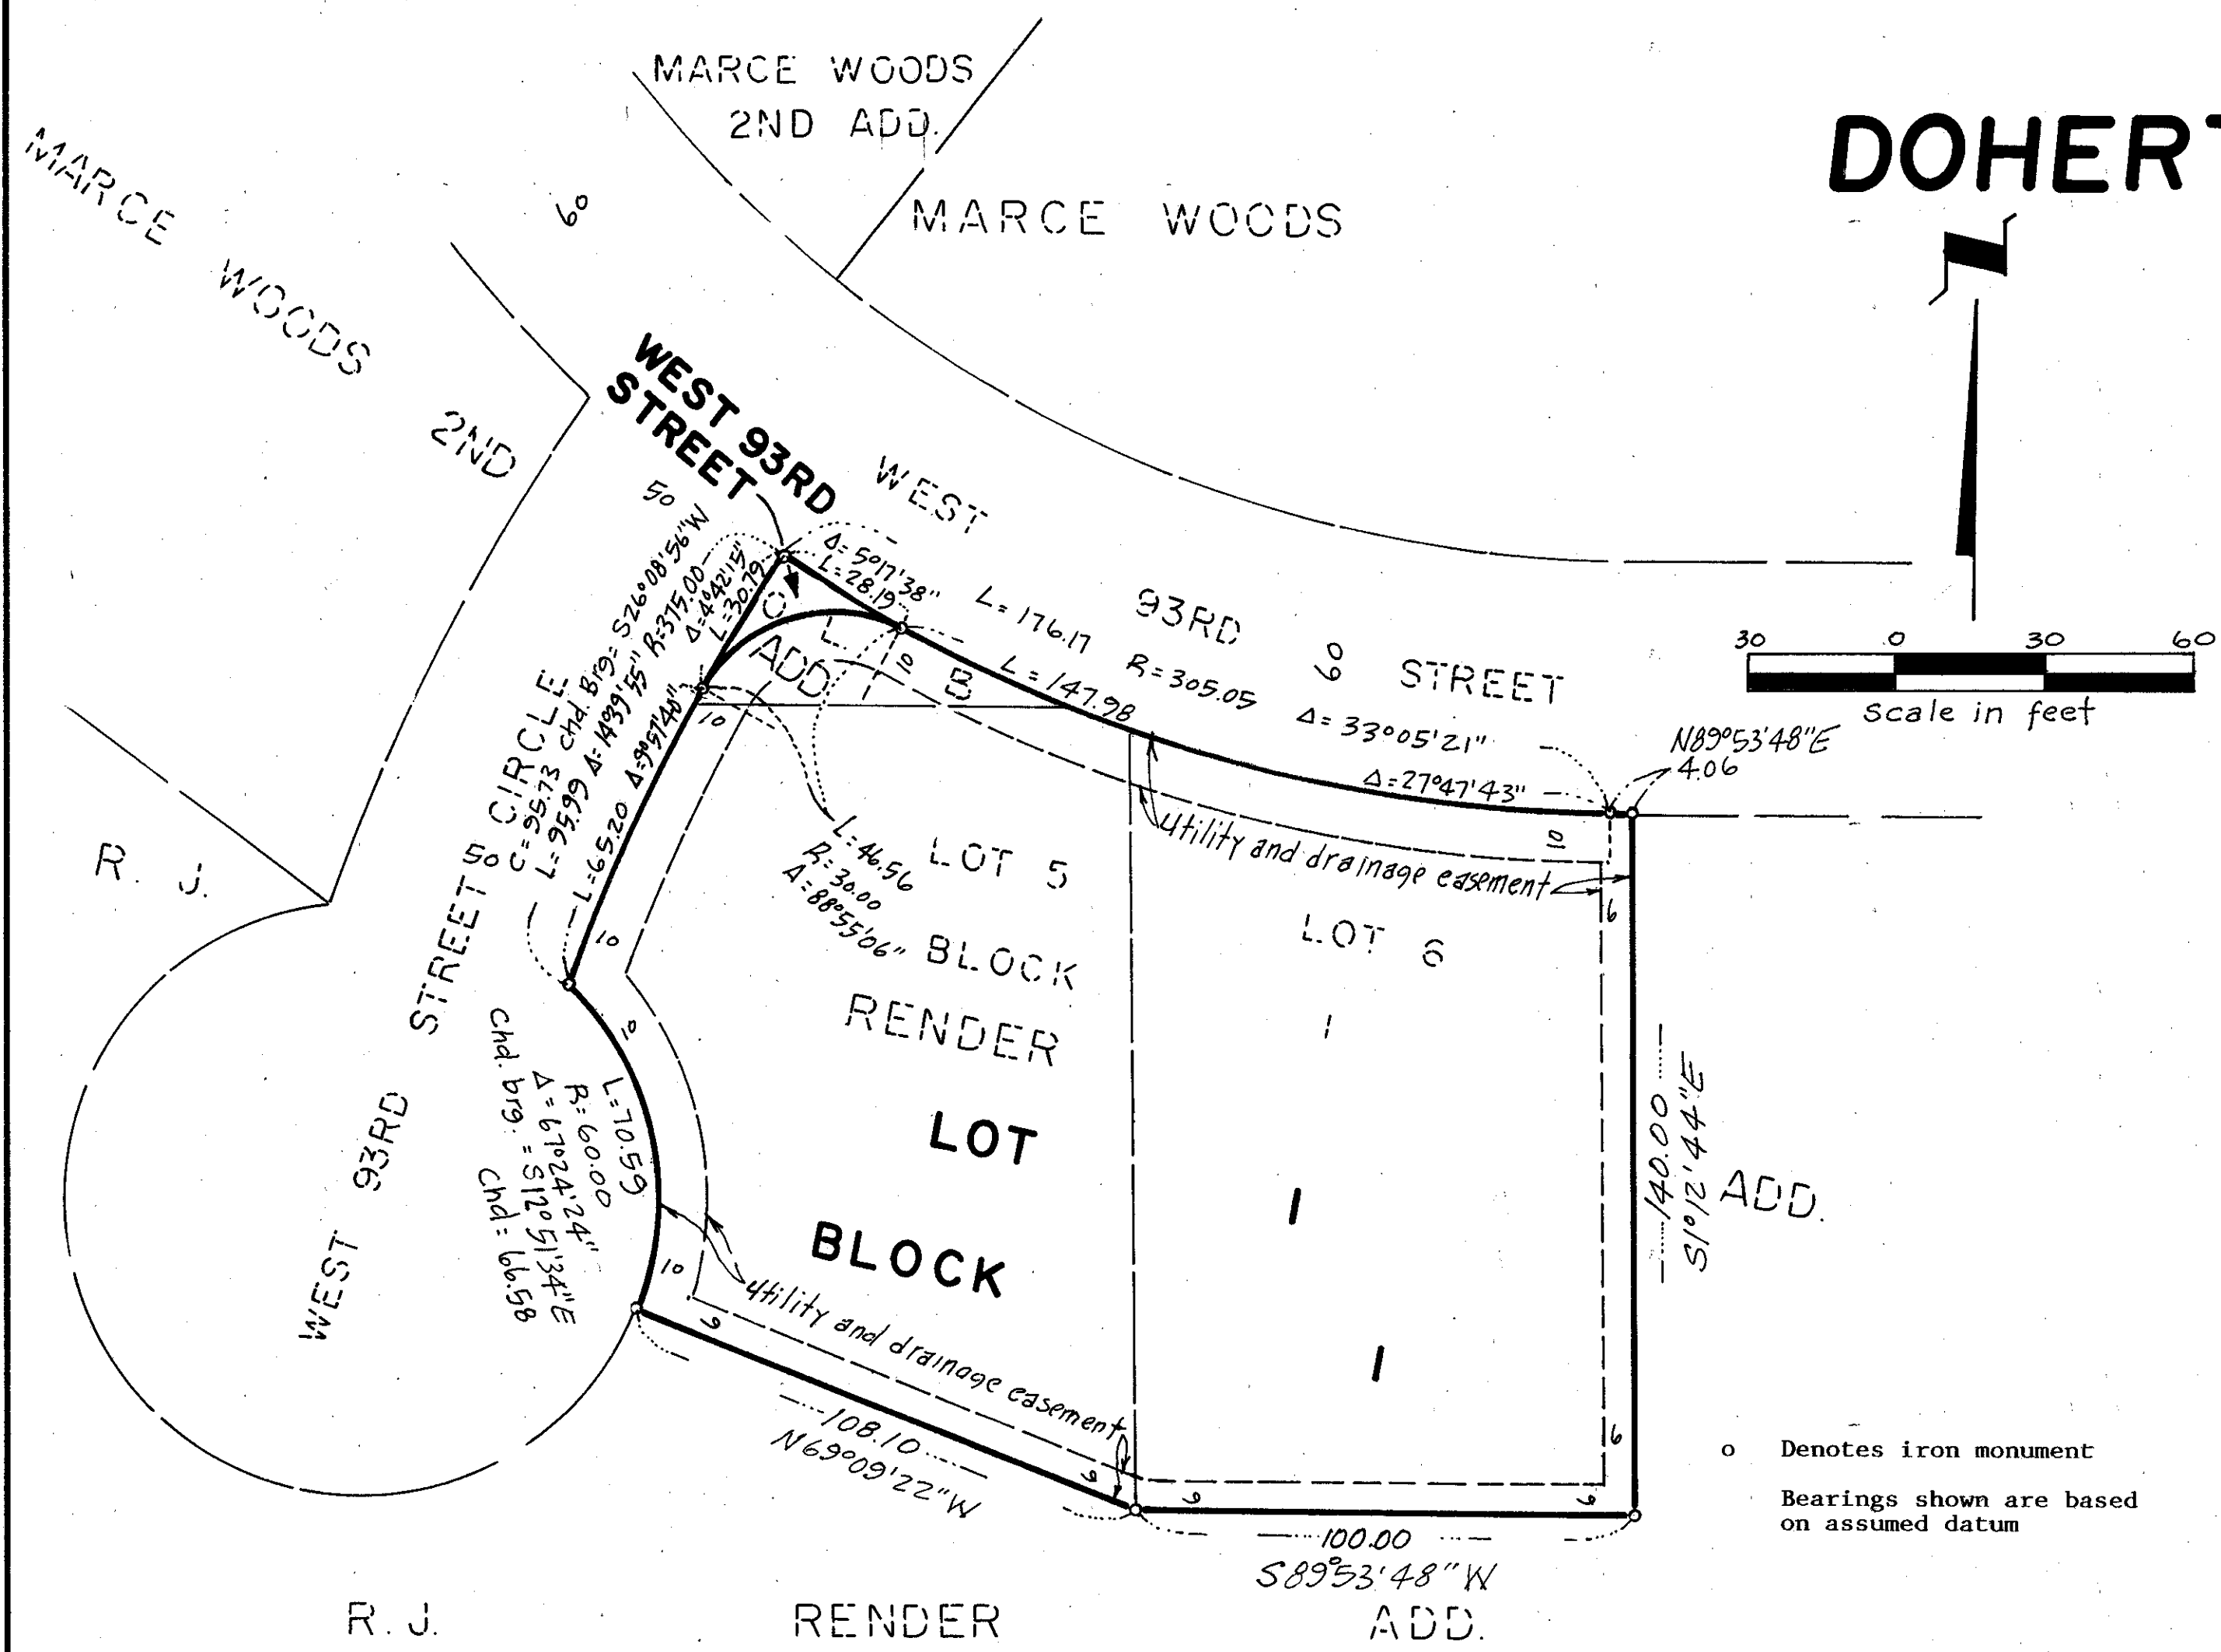 MARCE WOODS
2ND ADD.
DOHERT
MARCE WOODS
MARCE WOODS
2ND
60
WEST 93RD
STREET
50
WEST
93RD
60
STREET
30 0 30 60
Scale in feet
Δ=5°17'38"
L=28.19
L=176.17 R=305.05 Δ=33°05'21"
L=147.98
Δ=27°47'43"
N89°53'48"E
4.06
C=95.73 Chd. Brg=S26°08'56"W
L=95.99 Δ=14°39'55" R=375.00
Δ=4°42'15"
L=30.79
L=65.20 Δ=9°57'40"
O
L
D
ADD
B
10
10
10
10
10
10
L=46.56
R=30.00
Δ=88°55'06"
Utility and drainage easement
6
R. J.
50
WEST 93RD STREET CIRCLE
LOT 5
LOT 6
BLOCK 1
RENDER
LOT 1
BLOCK 1
L=70.59
R=60.00
Δ=67°24'24"
Chd. brg. = S12°51'34"E
Chd = 66.58
140.00
S1°12'44"E
ADD.
Utility and drainage easement
6
6
6
6
6
108.10
N69°09'22"W
100.00
S89°53'48"W
o Denotes iron monument
Bearings shown are based
on assumed datum
R. J. RENDER ADD.